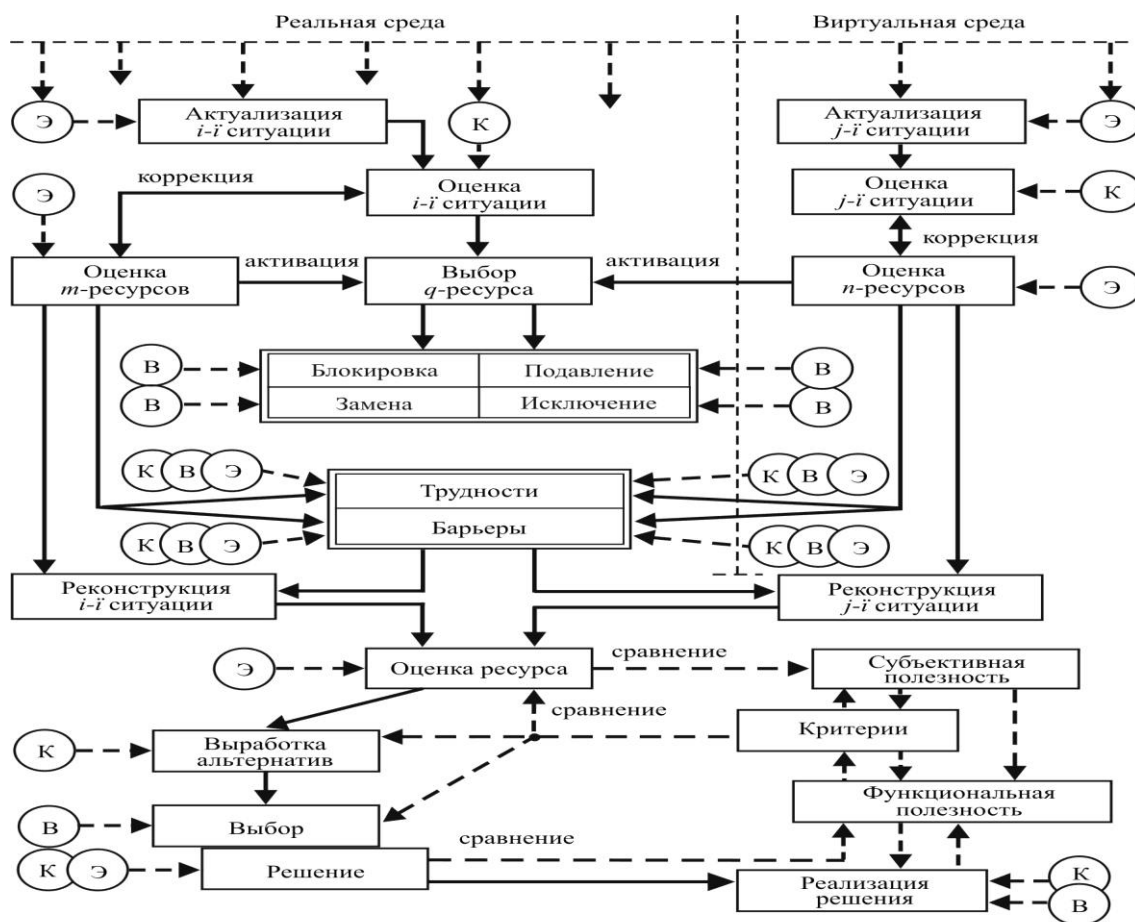 Реальная среда
Виртуальная среда
Э
Актуализация
i-ї ситуации
К
Актуализация
j-ї ситуации
Э
Э
коррекция
Оценка
i-ї ситуации
Оценка
j-ї ситуации
К
коррекция
Оценка
m-ресурсов
активация
Выбор
q-ресурса
активация
Оценка
n-ресурсов
Э
В
Блокировка
Подавление
В
В
Замена
Исключение
В
К В Э
Трудности
К В Э
К В Э
Барьеры
К В Э
Реконструкция
i-ї ситуации
Реконструкция
j-ї ситуации
Э
Оценка ресурса
сравнение
Субъективная
полезность
сравнение
Критерии
К
Выработка
альтернатив
Функциональная
полезность
В
Выбор
сравнение
К Э
Решение
Реализация
решения
К
В